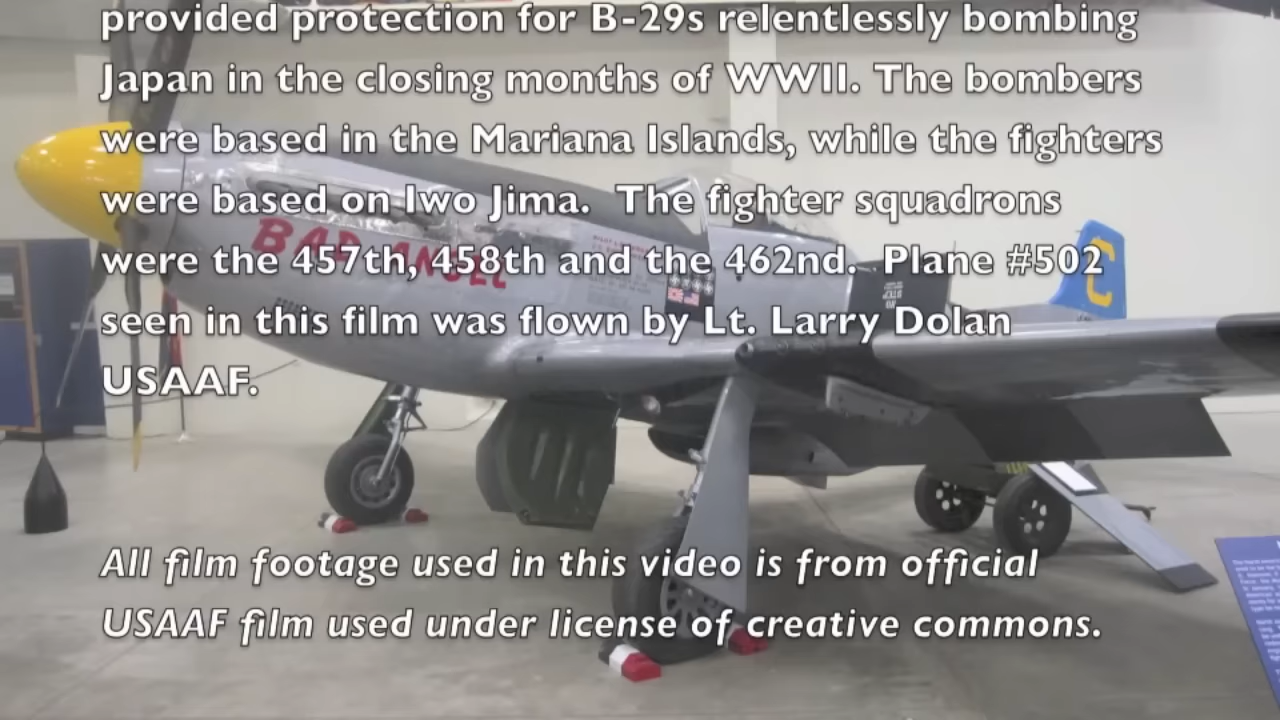 provided protection for B-29s relentlessly bombing
Japan in the closing months of WWII. The bombers
were based in the Mariana Islands, while the fighters
were based on Iwo Jima. The fighter squadrons
were the 457th, 458th and the 462nd. Plane #502
seen in this film was flown by Lt. Larry Dolan
USAAF.
BAD ANGEL
C
All film footage used in this video is from official
USAAF film used under license of creative commons.